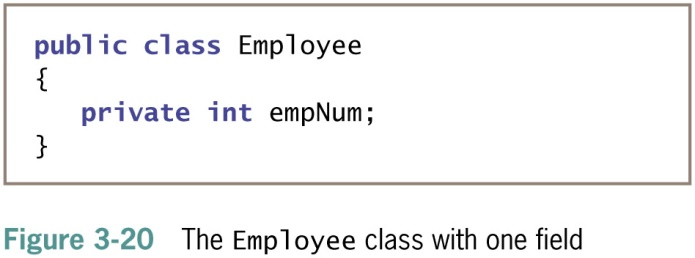 public class Employee
{
   private int empNum;
}
Figure 3-20 The Employee class with one field